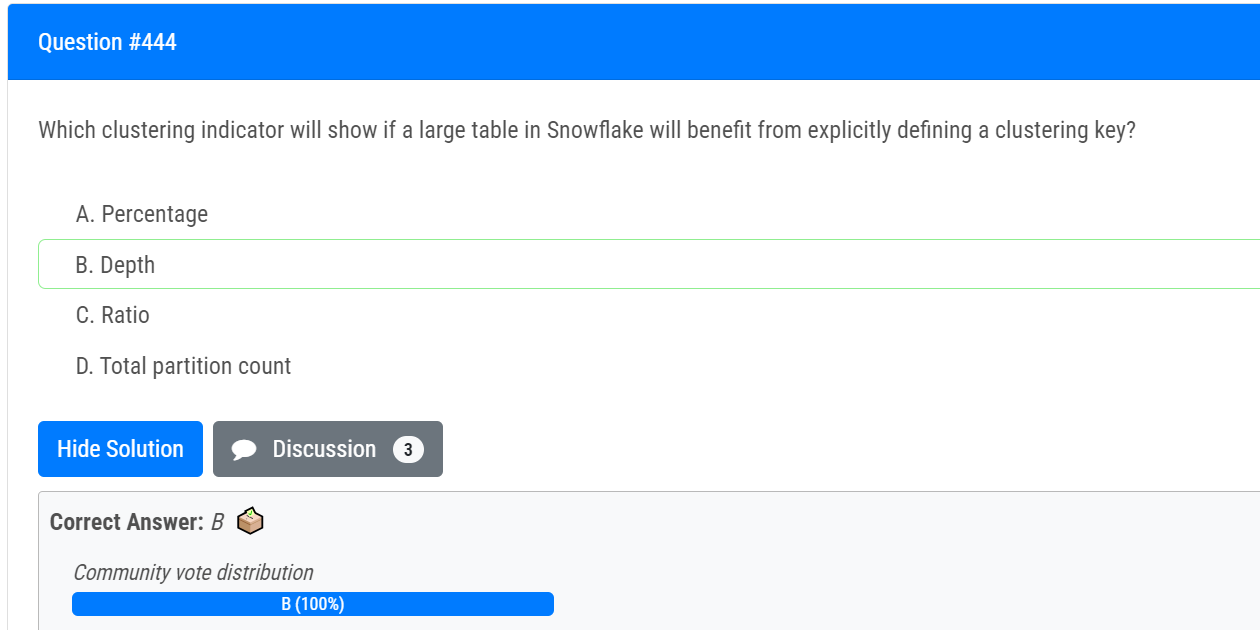 Question #444
Which clustering indicator will show if a large table in Snowflake will benefit from explicitly defining a clustering key?
A. Percentage
B. Depth
C. Ratio
D. Total partition count
Hide Solution Discussion 3
Correct Answer: B
Community vote distribution
B (100%)